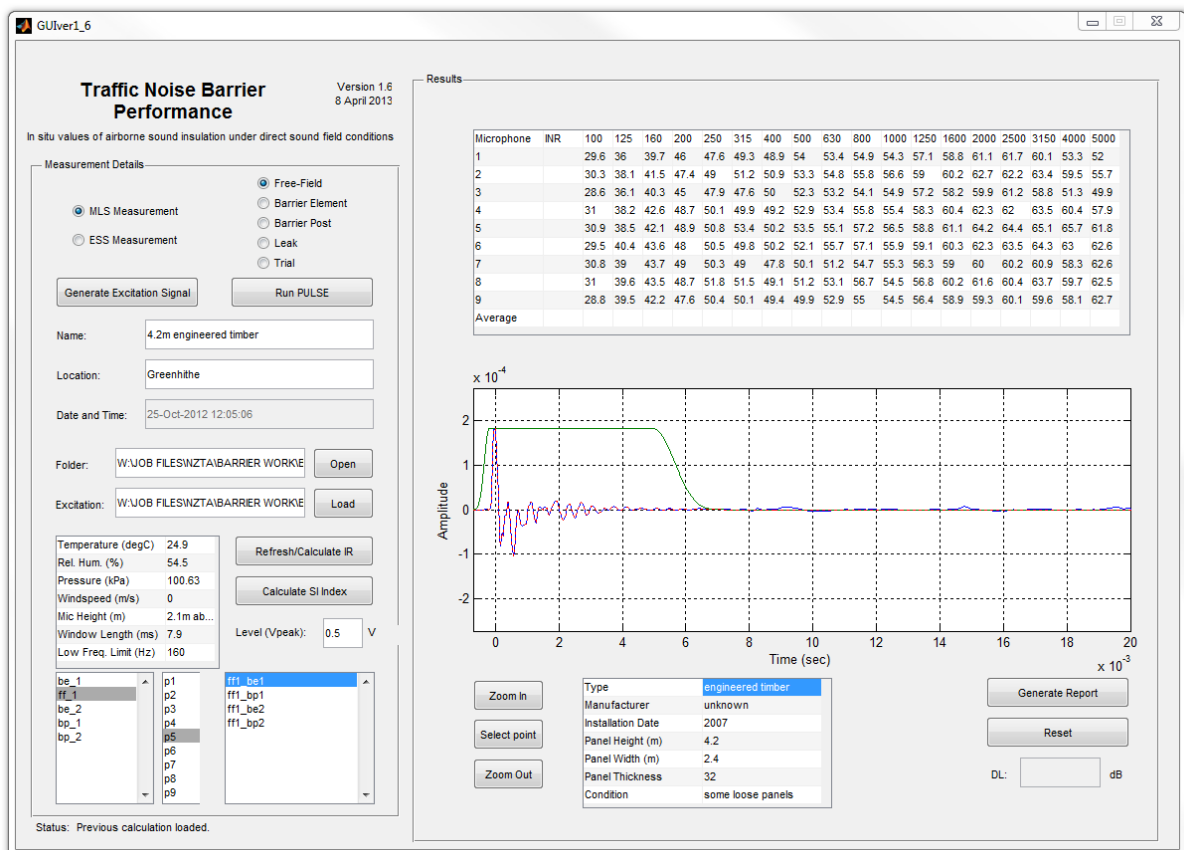 GUIver1_6
Traffic Noise Barrier
Performance
Version 1.6
8 April 2013
In situ values of airborne sound insulation under direct sound field conditions
Measurement Details
MLS Measurement
ESS Measurement
Free-Field
Barrier Element
Barrier Post
Leak
Trial
Generate Excitation Signal
Run PULSE
Name: 4.2m engineered timber
Location: Greenhithe
Date and Time: 25-Oct-2012 12:05:06
Folder: W:\JOB FILES\NZTA\BARRIER WORK\E Open
Excitation: W:\JOB FILES\NZTA\BARRIER WORK\E Load
Temperature (degC) 24.9
Rel. Hum. (%) 54.5
Pressure (kPa) 100.63
Windspeed (m/s) 0
Mic Height (m) 2.1m ab...
Window Length (ms) 7.9
Low Freq. Limit (Hz) 160
Refresh/Calculate IR
Calculate SI Index
Level (Vpeak): 0.5 V
be_1
ff_1
be_2
bp_1
bp_2
p1
p2
p3
p4
p5
p6
p7
p8
p9
ff1_be1
ff1_bp1
ff1_be2
ff1_bp2
Status: Previous calculation loaded.
Results
Microphone INR 100 125 160 200 250 315 400 500 630 800 1000 1250 1600 2000 2500 3150 4000 5000
1 29.6 36 39.7 46 47.6 49.3 48.9 54 53.4 54.9 54.3 57.1 58.8 61.1 61.7 60.1 53.3 52
2 30.3 38.1 41.5 47.4 49 51.2 50.9 53.3 54.8 55.8 56.6 59 60.2 62.7 62.2 63.4 59.5 55.7
3 28.6 36.1 40.3 45 47.9 47.6 50 52.3 53.2 54.1 54.9 57.2 58.2 59.9 61.2 58.8 51.3 49.9
4 31 38.2 42.6 48.7 50.1 49.9 49.2 52.9 53.4 55.8 55.4 58.3 60.4 62.3 62 63.5 60.4 57.9
5 30.9 38.5 42.1 48.9 50.8 53.4 50.2 53.5 55.1 57.2 56.5 58.8 61.1 64.2 64.4 65.1 65.7 61.8
6 29.5 40.4 43.6 48 50.5 49.8 50.2 52.1 55.7 57.1 55.9 59.1 60.3 62.3 63.5 64.3 63 62.6
7 30.8 39 43.7 49 50.3 49 47.8 50.1 51.2 54.7 55.3 56.3 59 60 60.2 60.9 58.3 62.6
8 31 39.6 43.5 48.7 51.8 51.5 49.1 51.2 53.1 56.7 54.5 56.8 60.2 61.6 60.4 63.7 59.7 62.5
9 28.8 39.5 42.2 47.6 50.4 50.1 49.4 49.9 52.9 55 54.5 56.4 58.9 59.3 60.1 59.6 58.1 62.7
Average
x 10-4
2
1
0
-1
-2
Amplitude
0 2 4 6 8 10 12 14 16 18 20
Time (sec)
x 10-3
Zoom In
Select point
Zoom Out
Type engineered timber
Manufacturer unknown
Installation Date 2007
Panel Height (m) 4.2
Panel Width (m) 2.4
Panel Thickness 32
Condition some loose panels
Generate Report
Reset
DL: dB